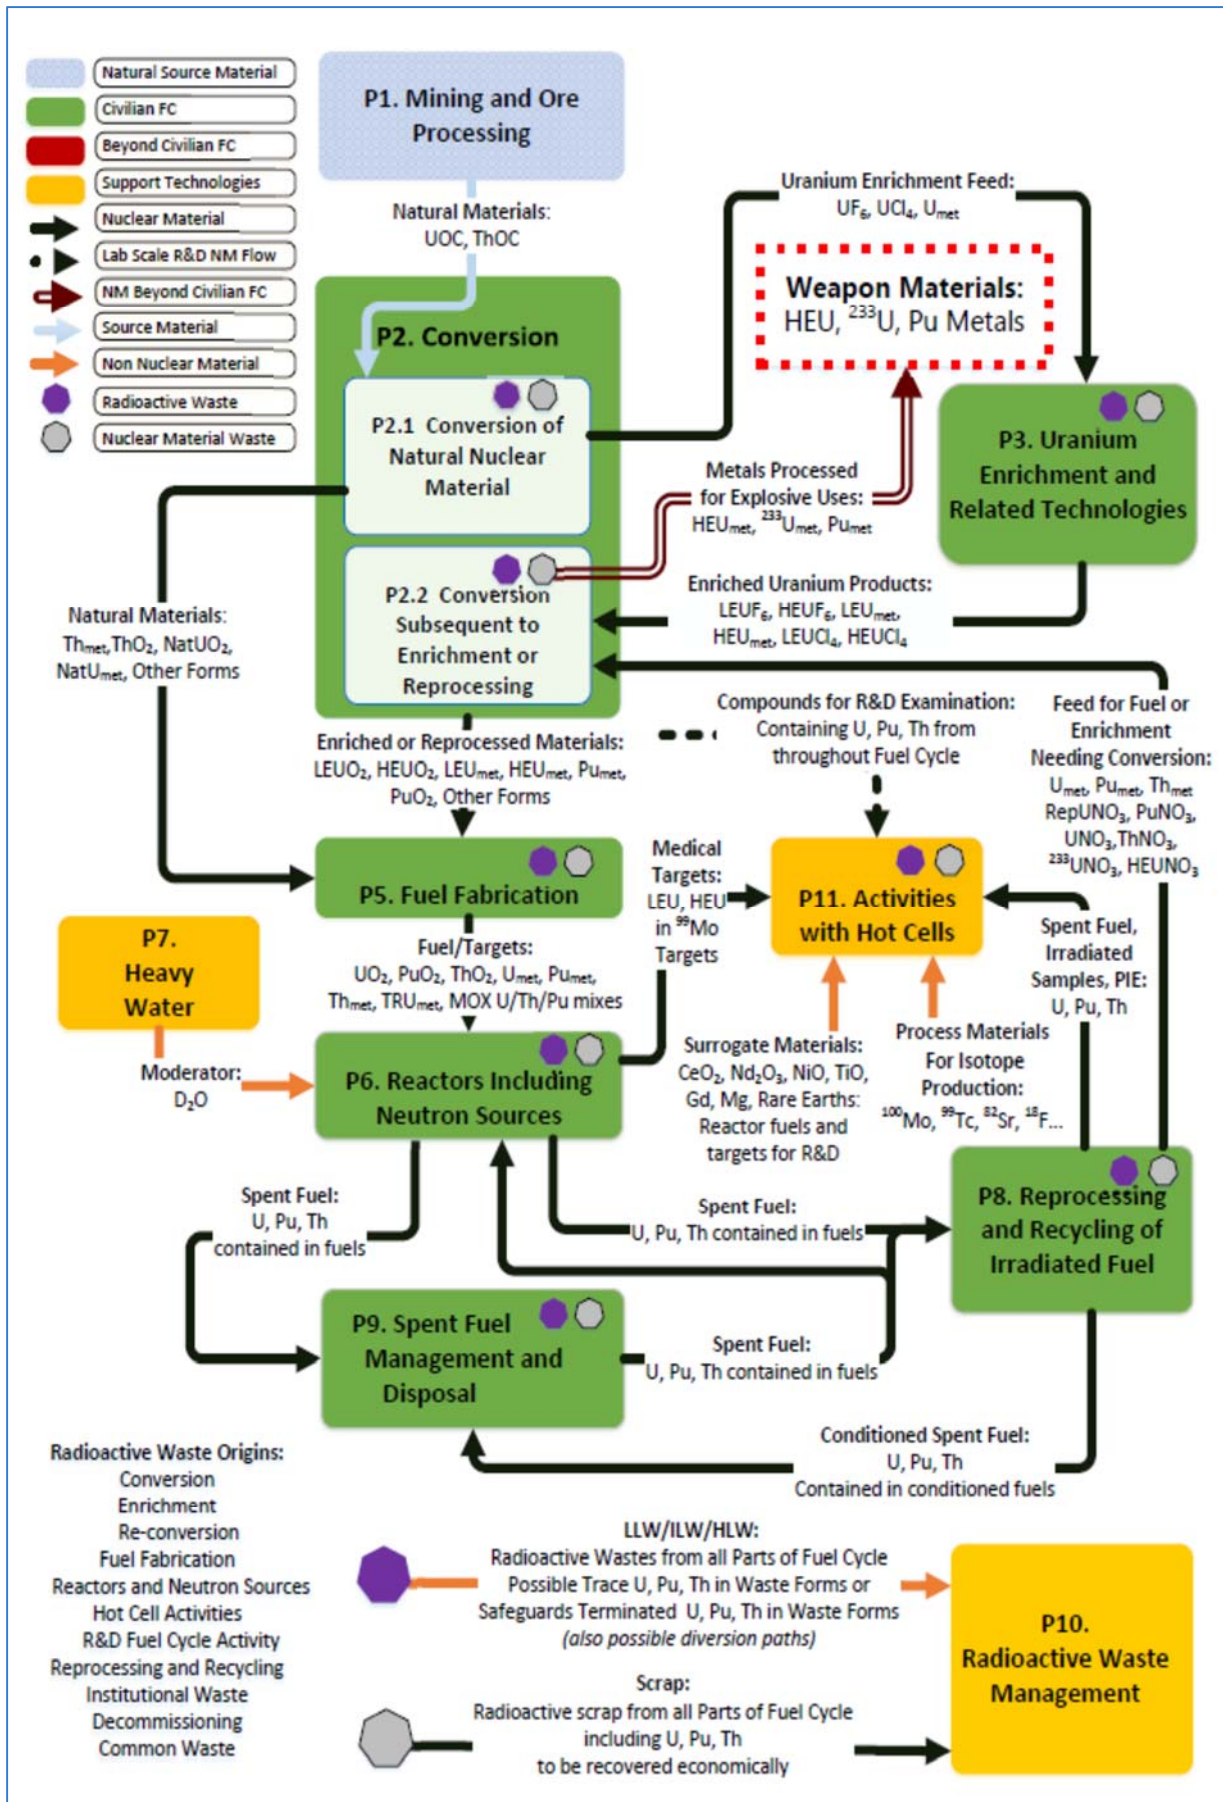 Natural Source Material
Civilian FC
Beyond Civilian FC
Support Technologies
Nuclear Material
Lab Scale R&D NM Flow
NM Beyond Civilian FC
Source Material
Non Nuclear Material
Radioactive Waste
Nuclear Material Waste
P1. Mining and Ore
Processing
Natural Materials:
UOC, ThOC
Uranium Enrichment Feed:
UF₆, UCl₄, Uₘₑₜ
Weapon Materials:
HEU, ²³³U, Pu Metals
P2. Conversion
P2.1 Conversion of
Natural Nuclear
Material
P3. Uranium
Enrichment and
Related Technologies
Metals Processed
for Explosive Uses:
HEUₘₑₜ, ²³³Uₘₑₜ, Puₘₑₜ
P2.2 Conversion
Subsequent to
Enrichment or
Reprocessing
Enriched Uranium Products:
LEUF₆, HEUF₆, LEUₘₑₜ,
HEUₘₑₜ, LEUCl₄, HEUCl₄
Natural Materials:
Thₘₑₜ,ThO₂, NatUO₂,
NatUₘₑₜ, Other Forms
Enriched or Reprocessed Materials:
LEUO₂, HEUO₂, LEUₘₑₜ, HEUₘₑₜ, Puₘₑₜ,
PuO₂, Other Forms
Compounds for R&D Examination:
Containing U, Pu, Th from
throughout Fuel Cycle
Feed for Fuel or
Enrichment
Needing Conversion:
Uₘₑₜ, Puₘₑₜ, Thₘₑₜ
RepUNO₃, PuNO₃,
UNO₃,ThNO₃,
²³³UNO₃, HEUNO₃
P5. Fuel Fabrication
Medical
Targets:
LEU, HEU
in ⁹⁹Mo
Targets
P11. Activities
with Hot Cells
Spent Fuel,
Irradiated
Samples, PIE:
U, Pu, Th
P7.
Heavy
Water
Fuel/Targets:
UO₂, PuO₂, ThO₂, Uₘₑₜ, Puₘₑₜ,
Thₘₑₜ, TRUₘₑₜ, MOX U/Th/Pu mixes
Moderator:
D₂O
P6. Reactors Including
Neutron Sources
Surrogate Materials:
CeO₂, Nd₂O₃, NiO, TiO,
Gd, Mg, Rare Earths:
Reactor fuels and
targets for R&D
Process Materials
For Isotope
Production:
¹⁰⁰Mo, ⁹⁹Tc, ⁸²Sr, ¹⁸F...
Spent Fuel:
U, Pu, Th
contained in fuels
Spent Fuel:
U, Pu, Th contained in fuels
P8. Reprocessing
and Recycling of
Irradiated Fuel
P9. Spent Fuel
Management and
Disposal
Spent Fuel:
U, Pu, Th contained in fuels
Conditioned Spent Fuel:
U, Pu, Th
Contained in conditioned fuels
Radioactive Waste Origins:
Conversion
Enrichment
Re-conversion
Fuel Fabrication
Reactors and Neutron Sources
Hot Cell Activities
R&D Fuel Cycle Activity
Reprocessing and Recycling
Institutional Waste
Decommissioning
Common Waste
LLW/ILW/HLW:
Radioactive Wastes from all Parts of Fuel Cycle
Possible Trace U, Pu, Th in Waste Forms or
Safeguards Terminated U, Pu, Th in Waste Forms
(also possible diversion paths)
Scrap:
Radioactive scrap from all Parts of Fuel Cycle
including U, Pu, Th
to be recovered economically
P10.
Radioactive Waste
Management